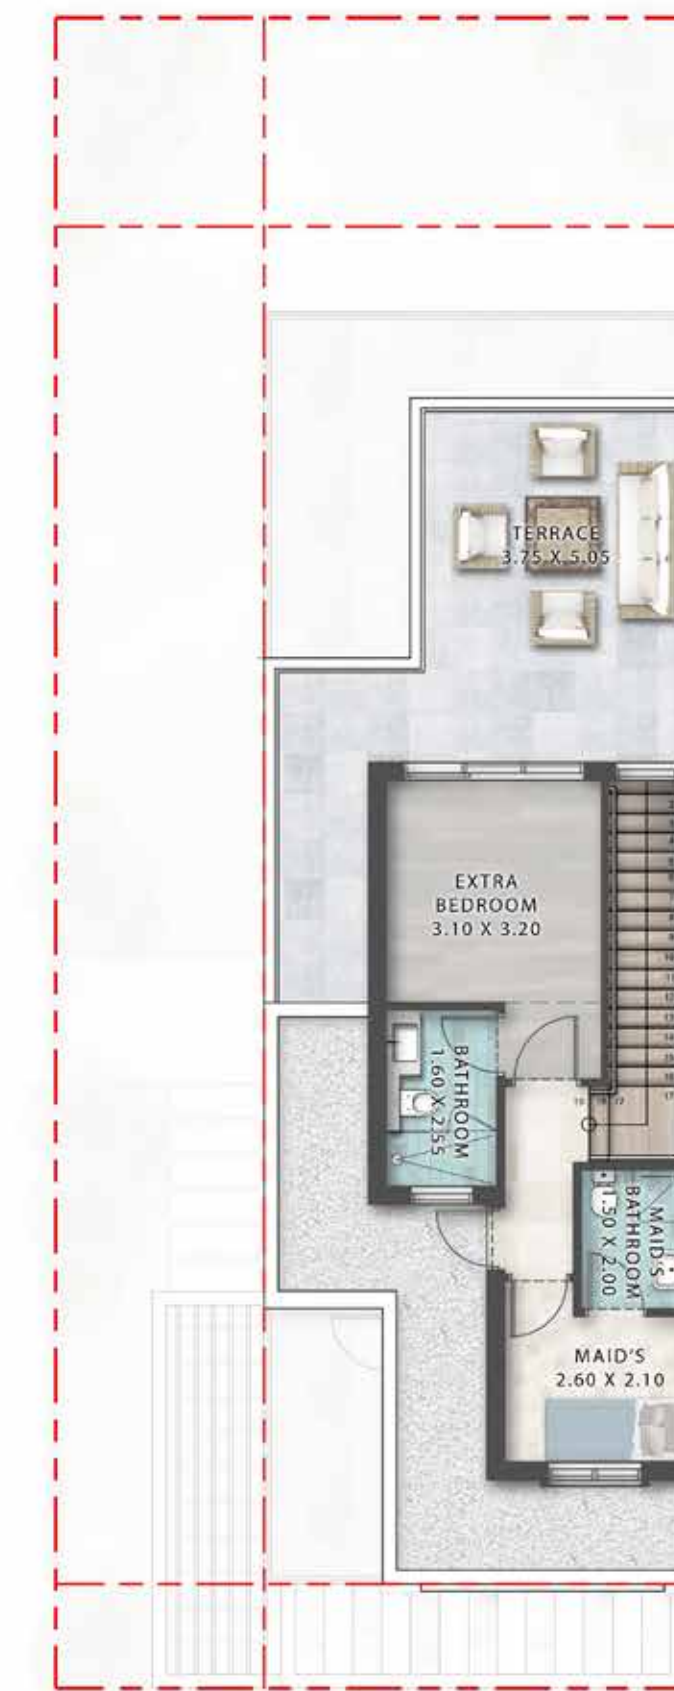 TERRACE
3.75 X 5.05
EXTRA
BEDROOM
3.10 X 3.20
BATHROOM
1.60 X 2.55
MAID'S
BATHROOM
1.50 X 2.00
MAID'S
2.60 X 2.10